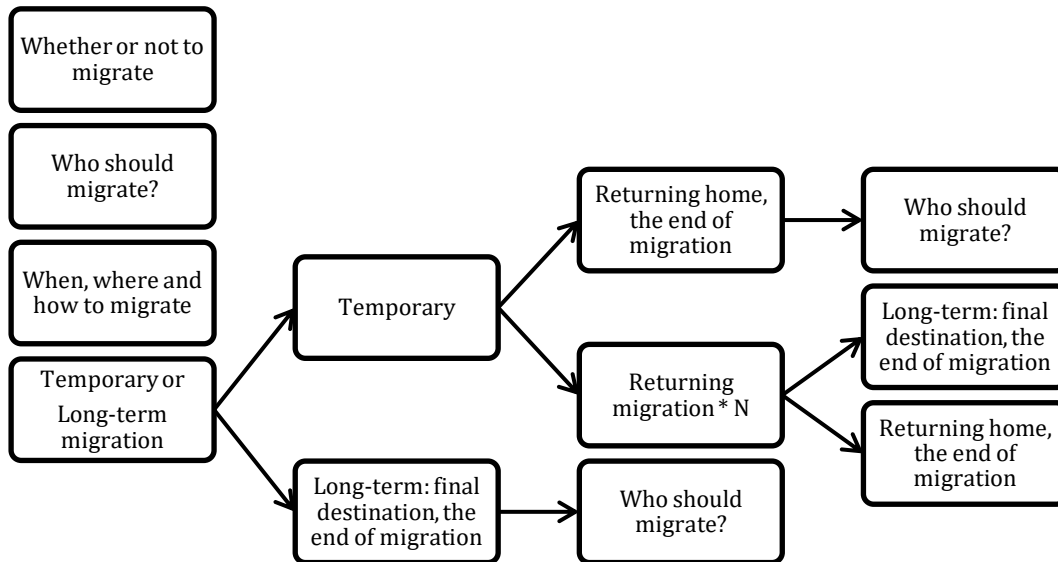 Whether or not to
migrate
Who should
migrate?
When, where and
how to migrate
Temporary or
Long-term
migration
Temporary
Long-term: final
destination, the
end of migration
Returning home,
the end of
migration
Returning
migration * N
Who should
migrate?
Who should
migrate?
Long-term: final
destination, the
end of migration
Returning home,
the end of
migration